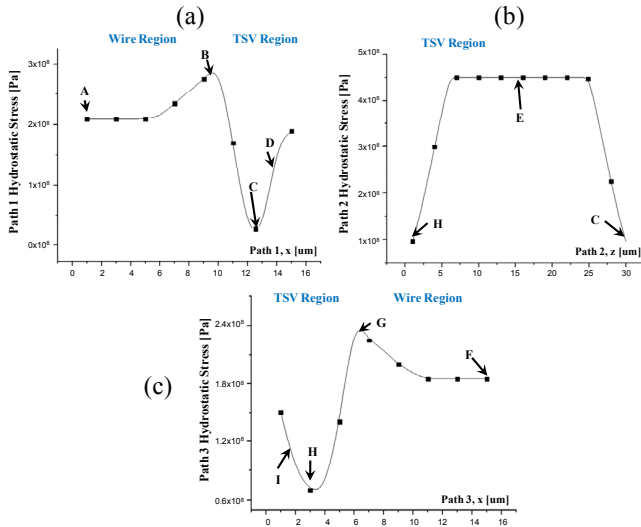 (a)
(b)
Wire Region
TSV Region
TSV Region
Path 1 Hydrostatic Stress [Pa]
3x10⁸
2x10⁸
1x10⁸
0x10⁰
A
B
C
D
0 2 4 6 8 10 12 14 16
Path 1, x [um]
Path 2 Hydrostatic Stress [Pa]
5x10⁸
4x10⁸
3x10⁸
2x10⁸
1x10⁸
E
H
C
0 5 10 15 20 25 30
Path 2, z [um]
TSV Region
Wire Region
(c)
Path 3 Hydrostatic Stress [Pa]
2.4x10⁸
1.8x10⁸
1.2x10⁸
0.6x10⁸
G
F
H
I
0 2 4 6 8 10 12 14 16
Path 3, x [um]